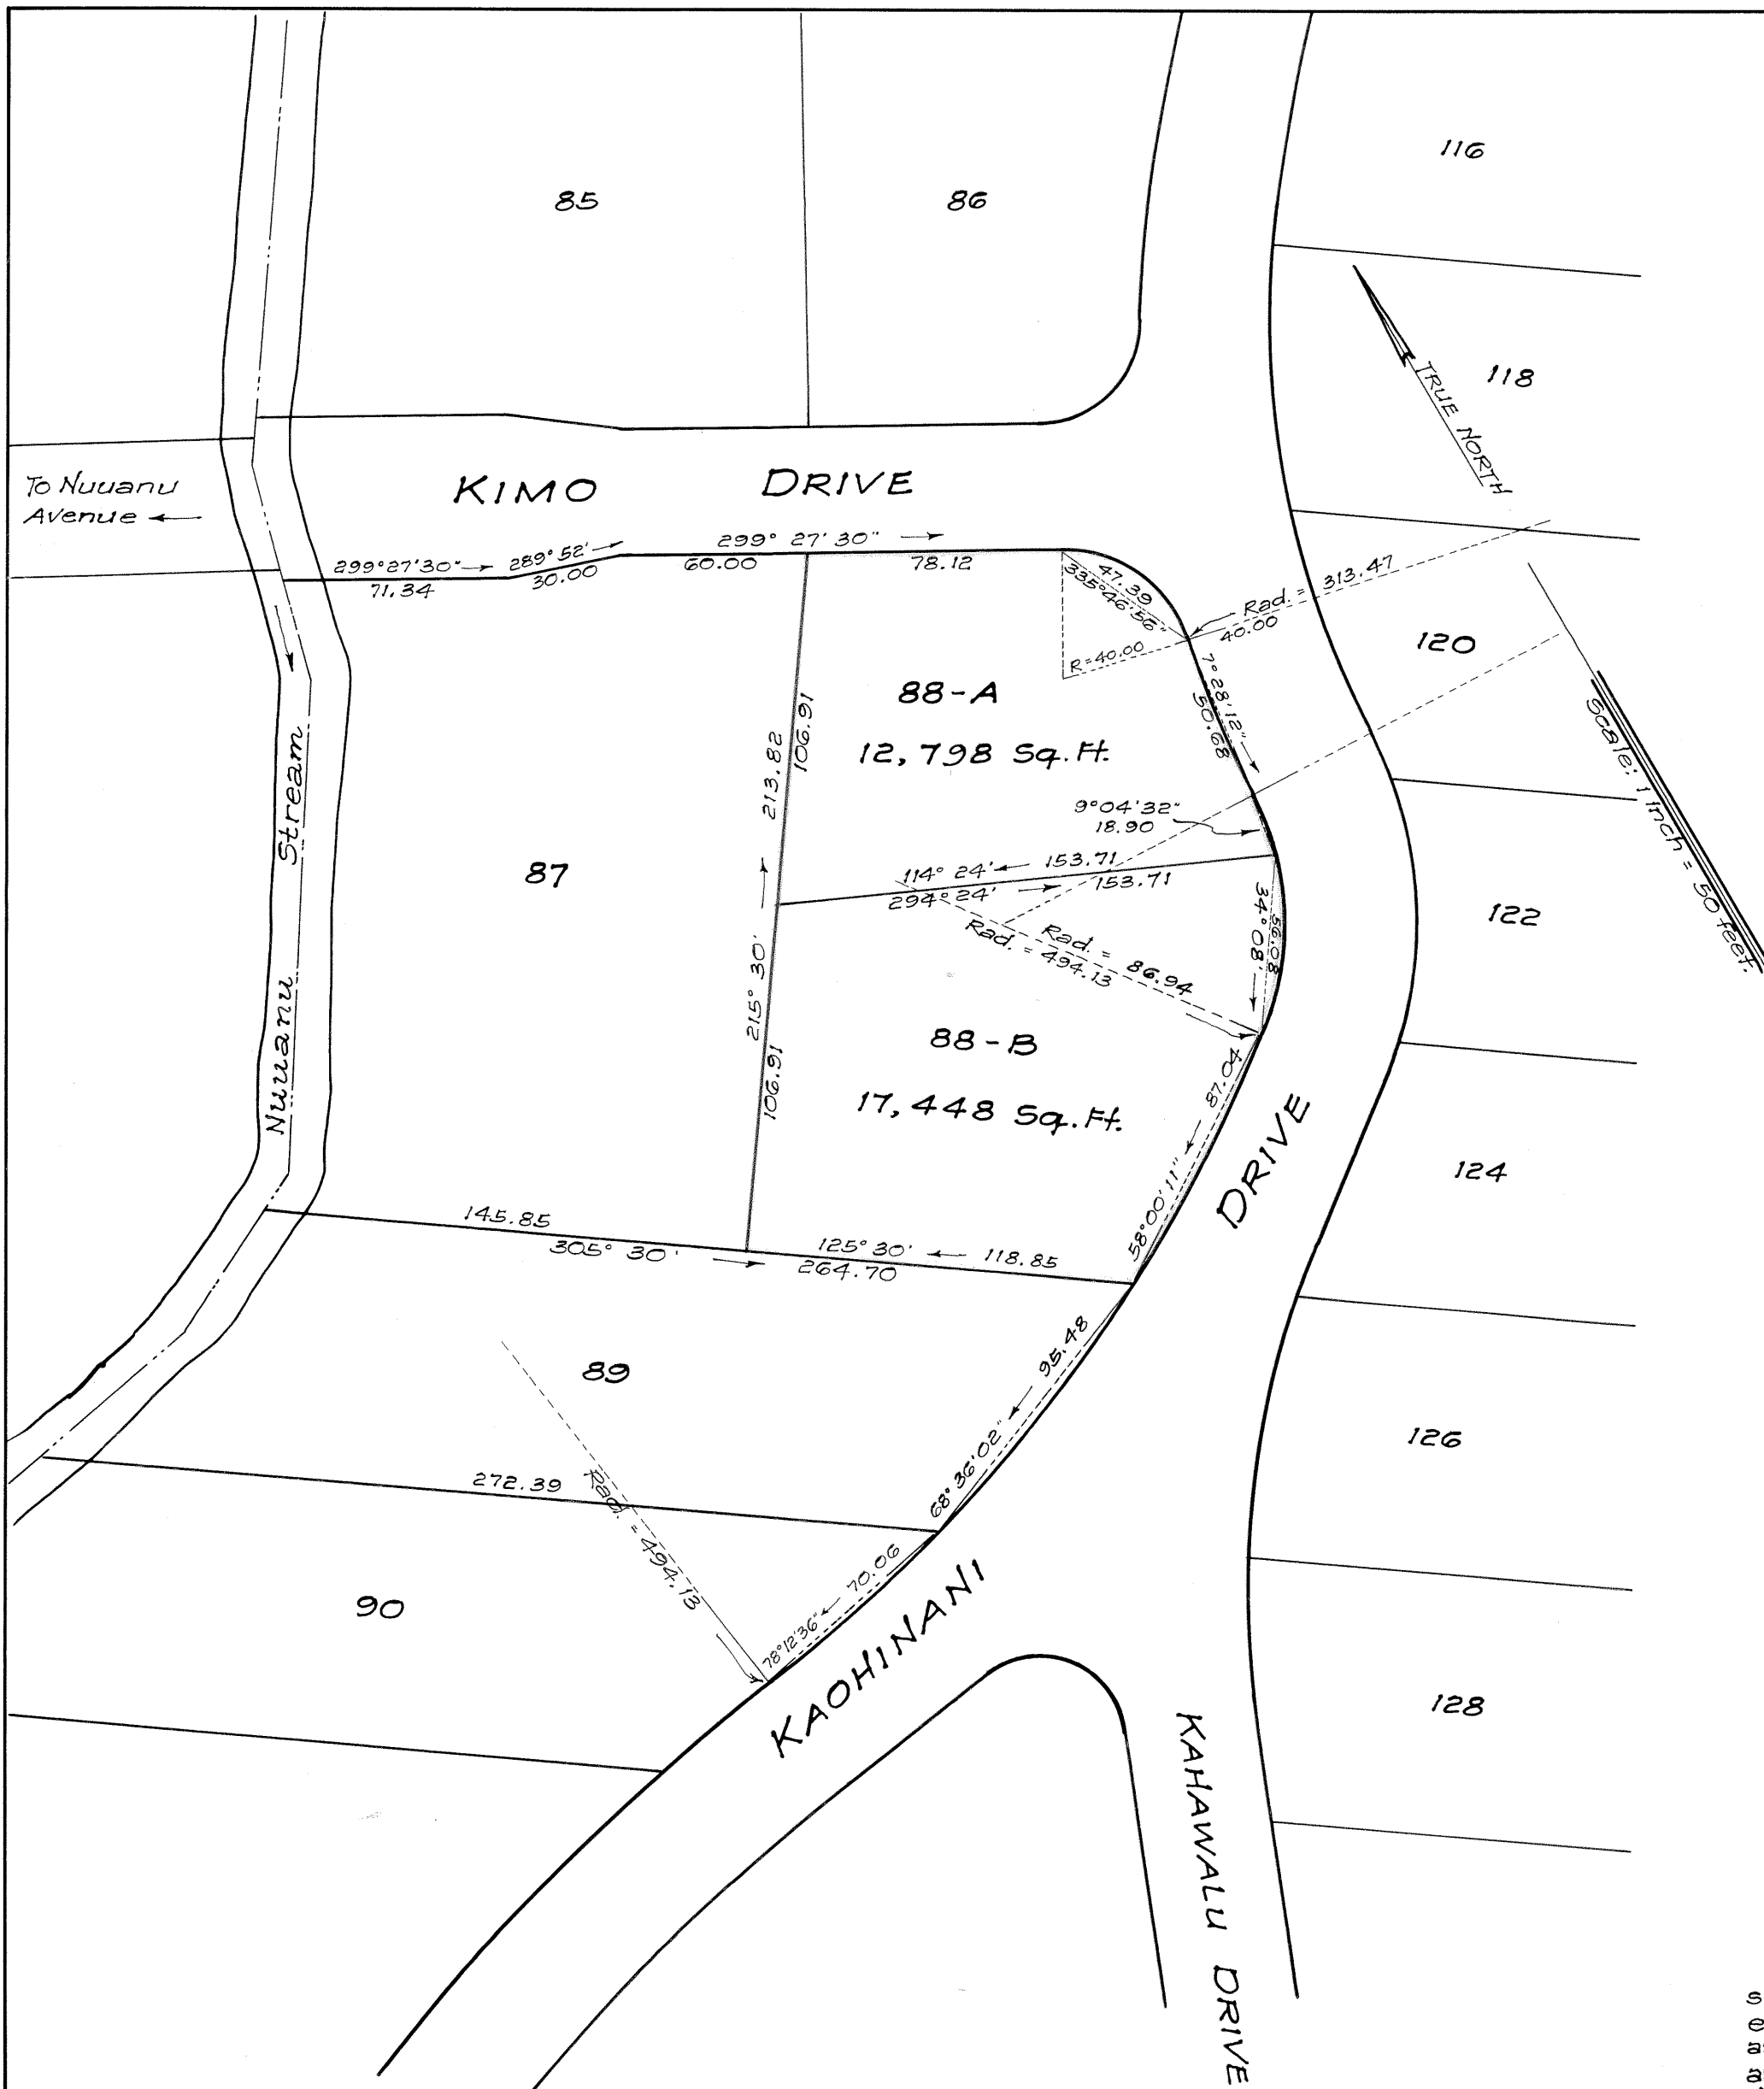 85
86
116
118
TRUE NORTH
To Nuuanu
Avenue
KIMO DRIVE
299° 27' 30"
299°27'30"
71.34
289°52'
30.00
60.00
78.12
47.39
335°46'56"
R=40.00
Rad. = 313.47
40.00
120
7°28'12"
50.68
88-A
12,798 Sq.Ft.
9°04'32"
18.90
Scale: 1 Inch = 50 feet.
106.91
213.82
215° 30'
106.91
114° 24' 153.71
294°24' 153.71
Rad. = 86.94
Rad. = 494.13
34°08'
56.08
87
122
Nuuanu Stream
88-B
17,448 Sq.Ft.
87.04
58°00'11"
DRIVE
124
145.85
305° 30'
125°30' 118.85
264.70
89
95.48
68°36'02"
126
272.39
Rad. = 494.13
90
70.06
78°12'36"
KAOHINANI
128
KAHAWALU DRIVE
s
e
a
a